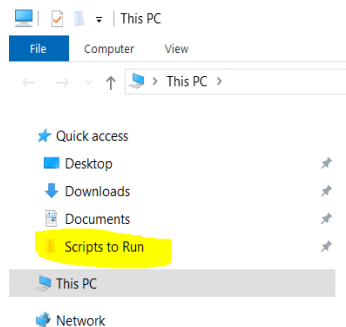 This PC
File Computer View
This PC
Quick access
Desktop
Downloads
Documents
Scripts to Run
This PC
Network